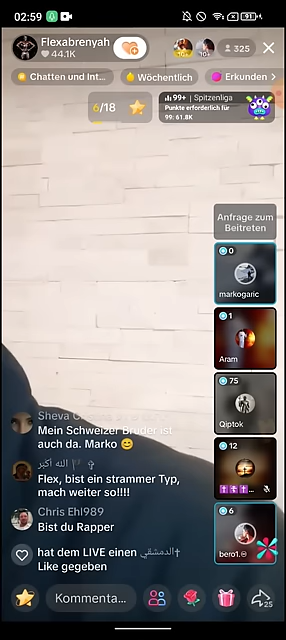 02:59
91
Flexabrenyah
44.1K
10+
325
Chatten und Int...
Wöchentlich
Erkunden
6/18
99+ | Spitzenliga
Punkte erforderlich für
99: 61.8K
Anfrage zum
Beitreten
0
markogaric
1
Aram
75
Qiptok
12
6
bero1.
Sheva
Mein Schweizer Bruder ist
auch da. Marko 😊
الله اكبر
Flex, bist ein strammer Typ,
mach weiter so!!!!
Chris Ehl989
Bist du Rapper
hat dem LIVE einen الدمشقي✝
Like gegeben
Kommenta...
25